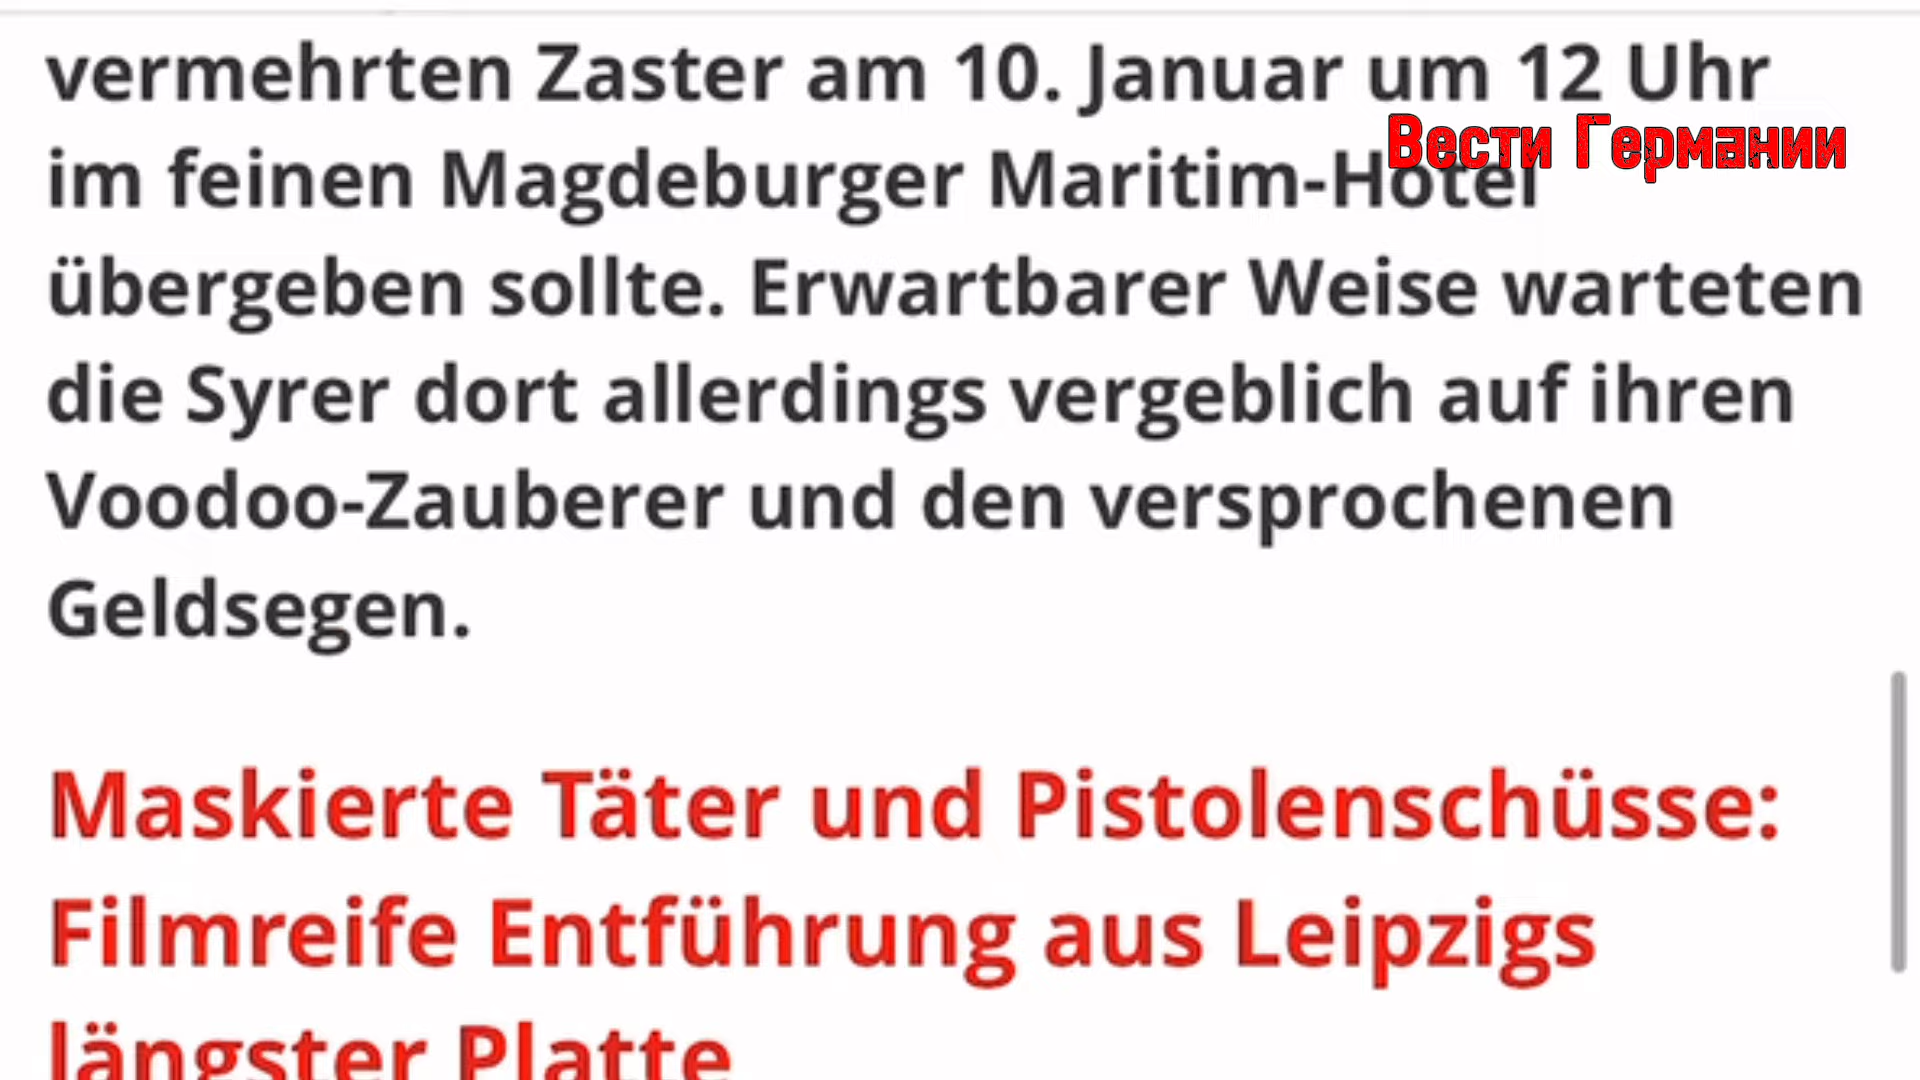 vermehrten Zaster am 10. Januar um 12 Uhr
Вести Германии
im feinen Magdeburger Maritim-Hotel
übergeben sollte. Erwartbarer Weise warteten
die Syrer dort allerdings vergeblich auf ihren
Voodoo-Zauberer und den versprochenen
Geldsegen.
Maskierte Täter und Pistolenschüsse:
Filmreife Entführung aus Leipzigs
längster Platte